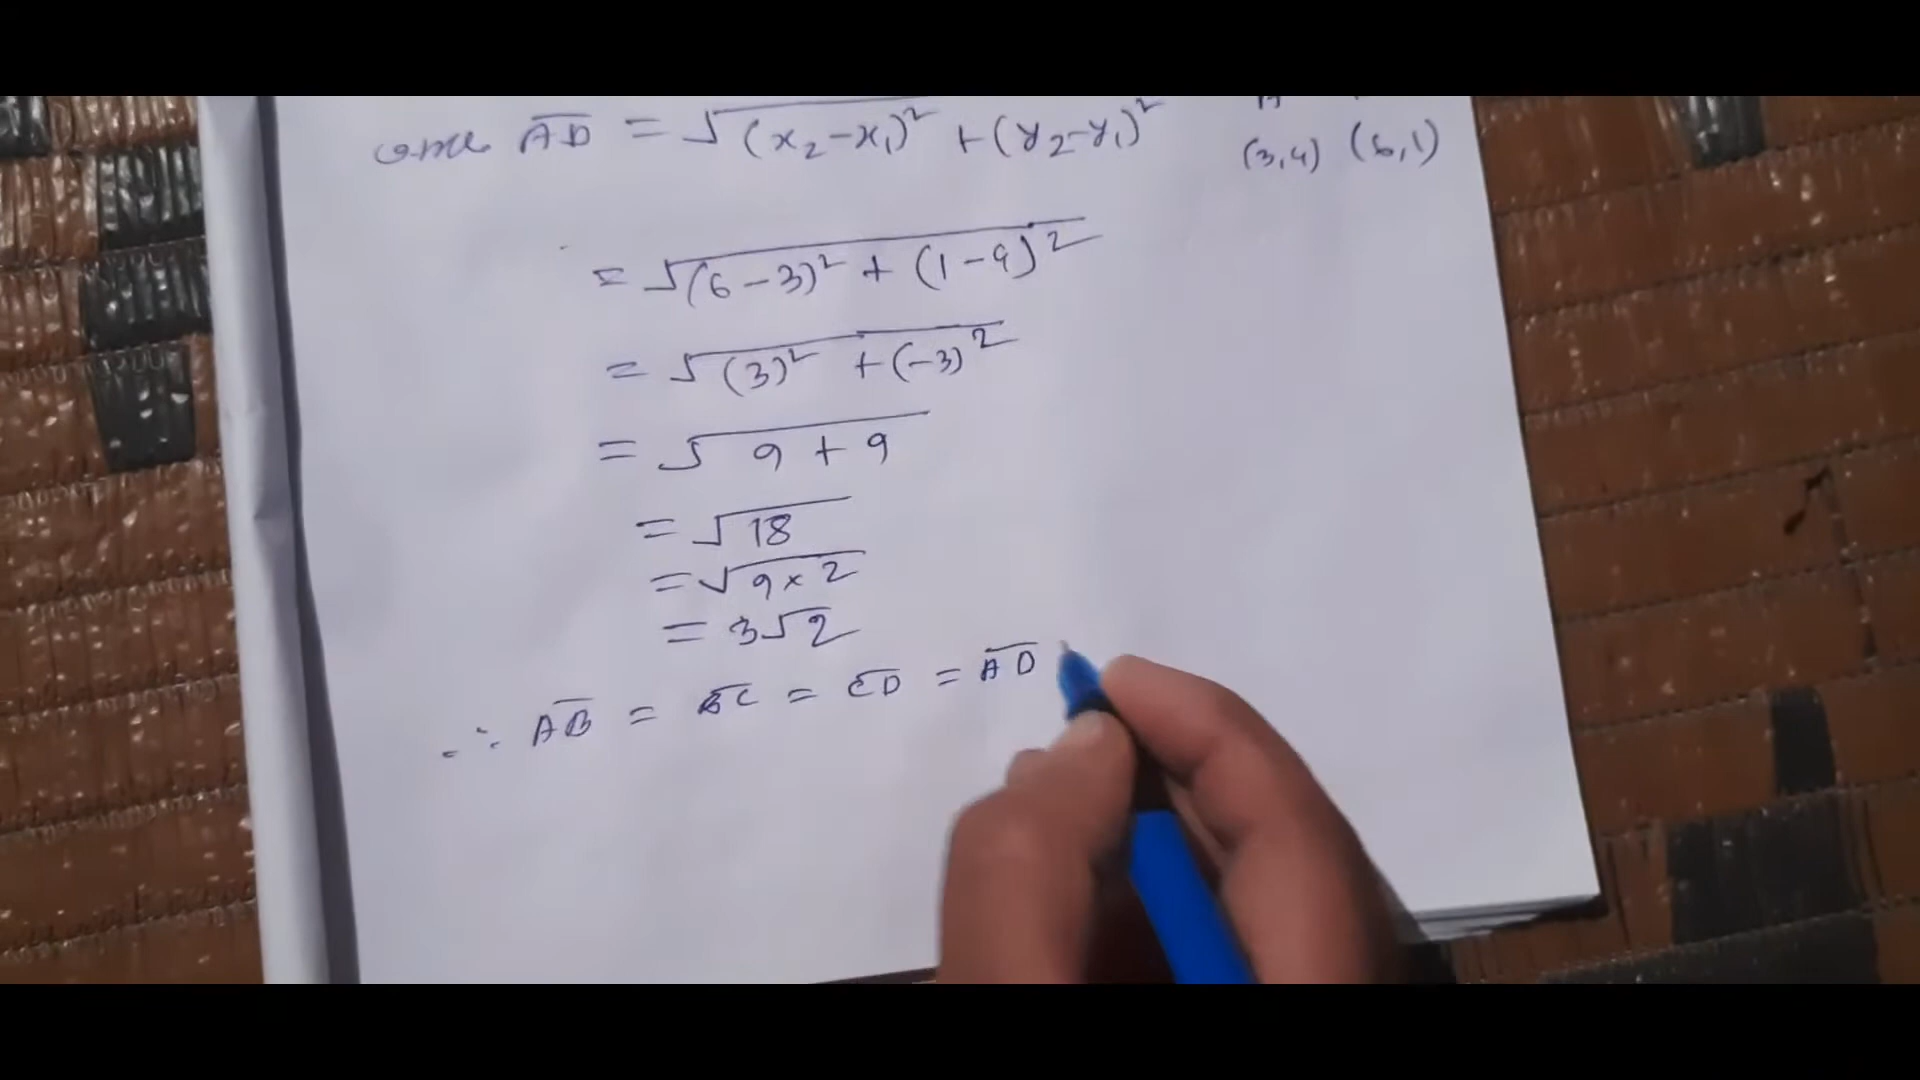 AD = √(x₂-x₁)² + (y₂-y₁)² (3,4) (6,1)
= √(6-3)² + (1-4)²
= √(3)² + (-3)²
= √9 + 9
= √18
= √9×2
= 3√2
∴ AB = BC = CD = AD